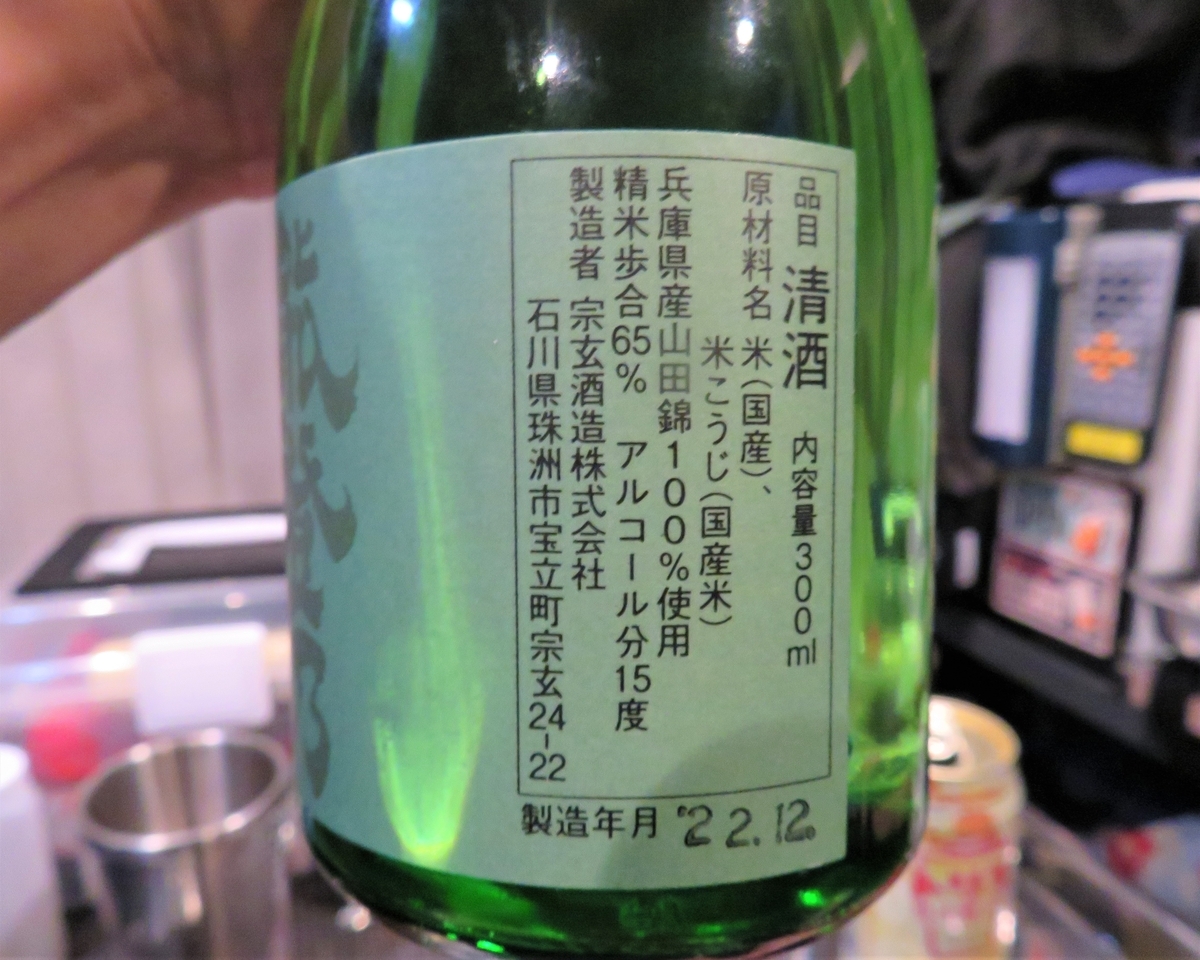 品目 清酒 内容量300ml
原材料名 米(国産)、
米こうじ(国産米)
兵庫県産山田錦100%使用
精米歩合65% アルコール分15度
製造者 宗玄酒造株式会社
石川県珠洲市宝立町宗玄24-22
製造年月 '22.12.